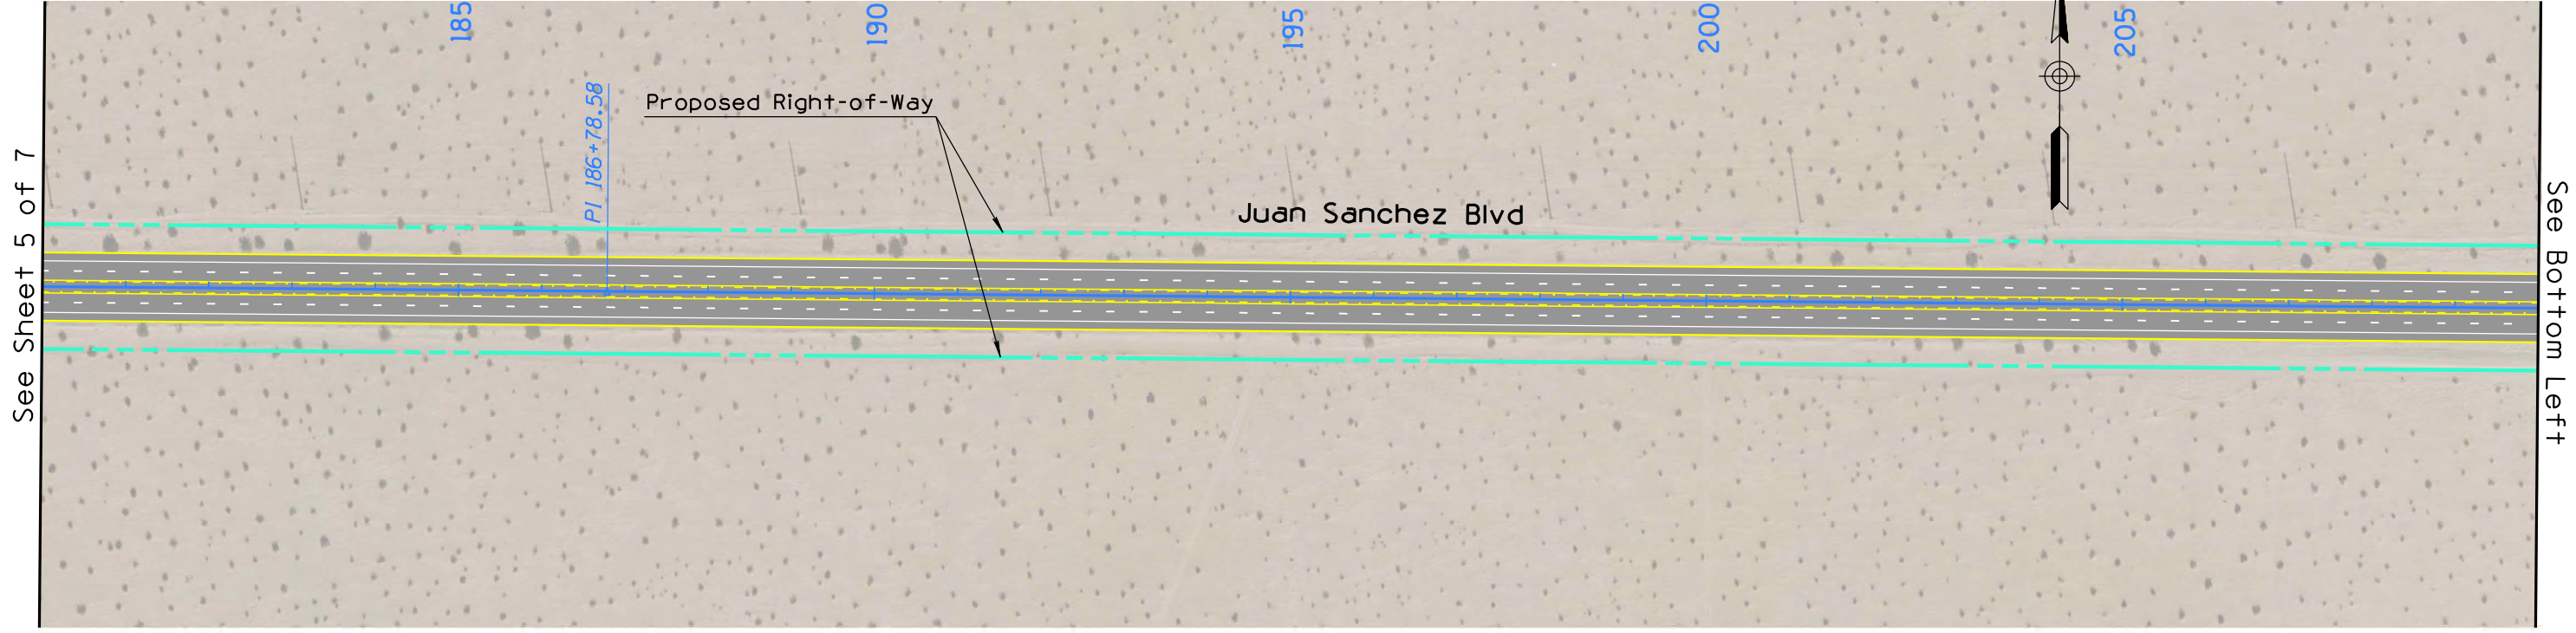 185
190
195
200
205
PI 186+78.58
Proposed Right-of-Way
Juan Sanchez Blvd
See Sheet 5 of 7
See Bottom Left